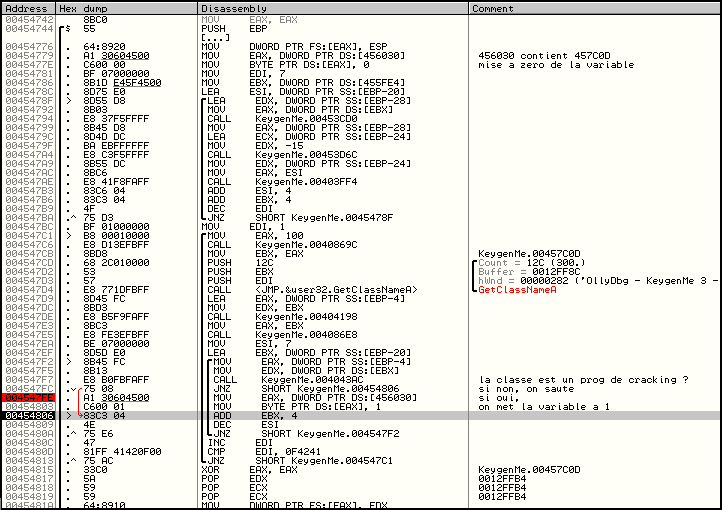 Address Hex dump Disassembly Comment
00454742 8BC0 MOV EAX, EAX
00454744 $ 55 PUSH EBP
[...]
00454776 . 64:8920 MOV DWORD PTR FS:[EAX], ESP
00454779 . A1 30604500 MOV EAX, DWORD PTR DS:[456030] 456030 contient 457C0D
0045477E . C600 00 MOV BYTE PTR DS:[EAX], 0 mise a zero de la variable
00454781 . BF 07000000 MOV EDI, 7
00454786 . 8B1D E45F4500 MOV EBX, DWORD PTR DS:[455FE4]
0045478C . 8D75 E0 LEA ESI, DWORD PTR SS:[EBP-20]
0045478F > 8D55 D8 LEA EDX, DWORD PTR SS:[EBP-28]
00454792 . 8B03 MOV EAX, DWORD PTR DS:[EBX]
00454794 . E8 37F5FFFF CALL KeygenMe.00453CD0
00454799 . 8B45 D8 MOV EAX, DWORD PTR SS:[EBP-28]
0045479C . 8D4D DC LEA ECX, DWORD PTR SS:[EBP-24]
0045479F . BA EBFFFFFF MOV EDX, -15
004547A4 . E8 C3F5FFFF CALL KeygenMe.00453D6C
004547A9 . 8B55 DC MOV EDX, DWORD PTR SS:[EBP-24]
004547AC . 8BC6 MOV EAX, ESI
004547AE . E8 41F8FAFF CALL KeygenMe.00403FF4
004547B3 . 83C6 04 ADD ESI, 4
004547B6 . 83C3 04 ADD EBX, 4
004547B9 . 4F DEC EDI
004547BA .^ 75 D3 JNZ SHORT KeygenMe.0045478F
004547BC . BF 01000000 MOV EDI, 1
004547C1 > B8 00010000 MOV EAX, 100
004547C6 . E8 D13EFBFF CALL KeygenMe.0040869C
004547CB . 8BD8 MOV EBX, EAX KeygenMe.00457C0D
004547CD . 68 2C010000 PUSH 12C Count = 12C (300.)
004547D2 . 53 PUSH EBX Buffer = 0012FF8C
004547D3 . 57 PUSH EDI hWnd = 00000282 ("OllyDbg - KeygenMe 3 -
004547D4 . E8 771DFBFF CALL <JMP.&user32.GetClassNameA> GetClassNameA
004547D9 . 8D45 FC LEA EAX, DWORD PTR SS:[EBP-4]
004547DC . 8BD3 MOV EDX, EBX
004547DE . E8 B5F9FAFF CALL KeygenMe.00404198
004547E3 . 8BC3 MOV EAX, EBX
004547E5 . E8 FE3EFBFF CALL KeygenMe.004086E8
004547EA . BE 07000000 MOV ESI, 7
004547EF . 8D5D E0 LEA EBX, DWORD PTR SS:[EBP-20]
004547F2 > 8B45 FC MOV EAX, DWORD PTR SS:[EBP-4]
004547F5 . 8B13 MOV EDX, DWORD PTR DS:[EBX]
004547F7 . E8 B0FBFAFF CALL KeygenMe.004043AC la classe est un prog de cracking ?
004547FC .v 75 08 JNZ SHORT KeygenMe.00454806 si non, on saute
004547FE . A1 30604500 MOV EAX, DWORD PTR DS:[456030] si oui,
00454803 . C600 01 MOV BYTE PTR DS:[EAX], 1 on met la variable a 1
00454806 > 83C3 04 ADD EBX, 4
00454809 . 4E DEC ESI
0045480A .^ 75 E6 JNZ SHORT KeygenMe.004547F2
0045480C . 47 INC EDI
0045480D . 81FF 41420F00 CMP EDI, 0F4241
00454813 .^ 75 AC JNZ SHORT KeygenMe.004547C1
00454815 . 33C0 XOR EAX, EAX KeygenMe.00457C0D
00454817 . 5A POP EDX 0012FFB4
00454818 . 59 POP ECX 0012FFB4
00454819 . 59 POP ECX 0012FFB4
0045481A . 64:8910 MOV DWORD PTR FS:[EAX], EDX